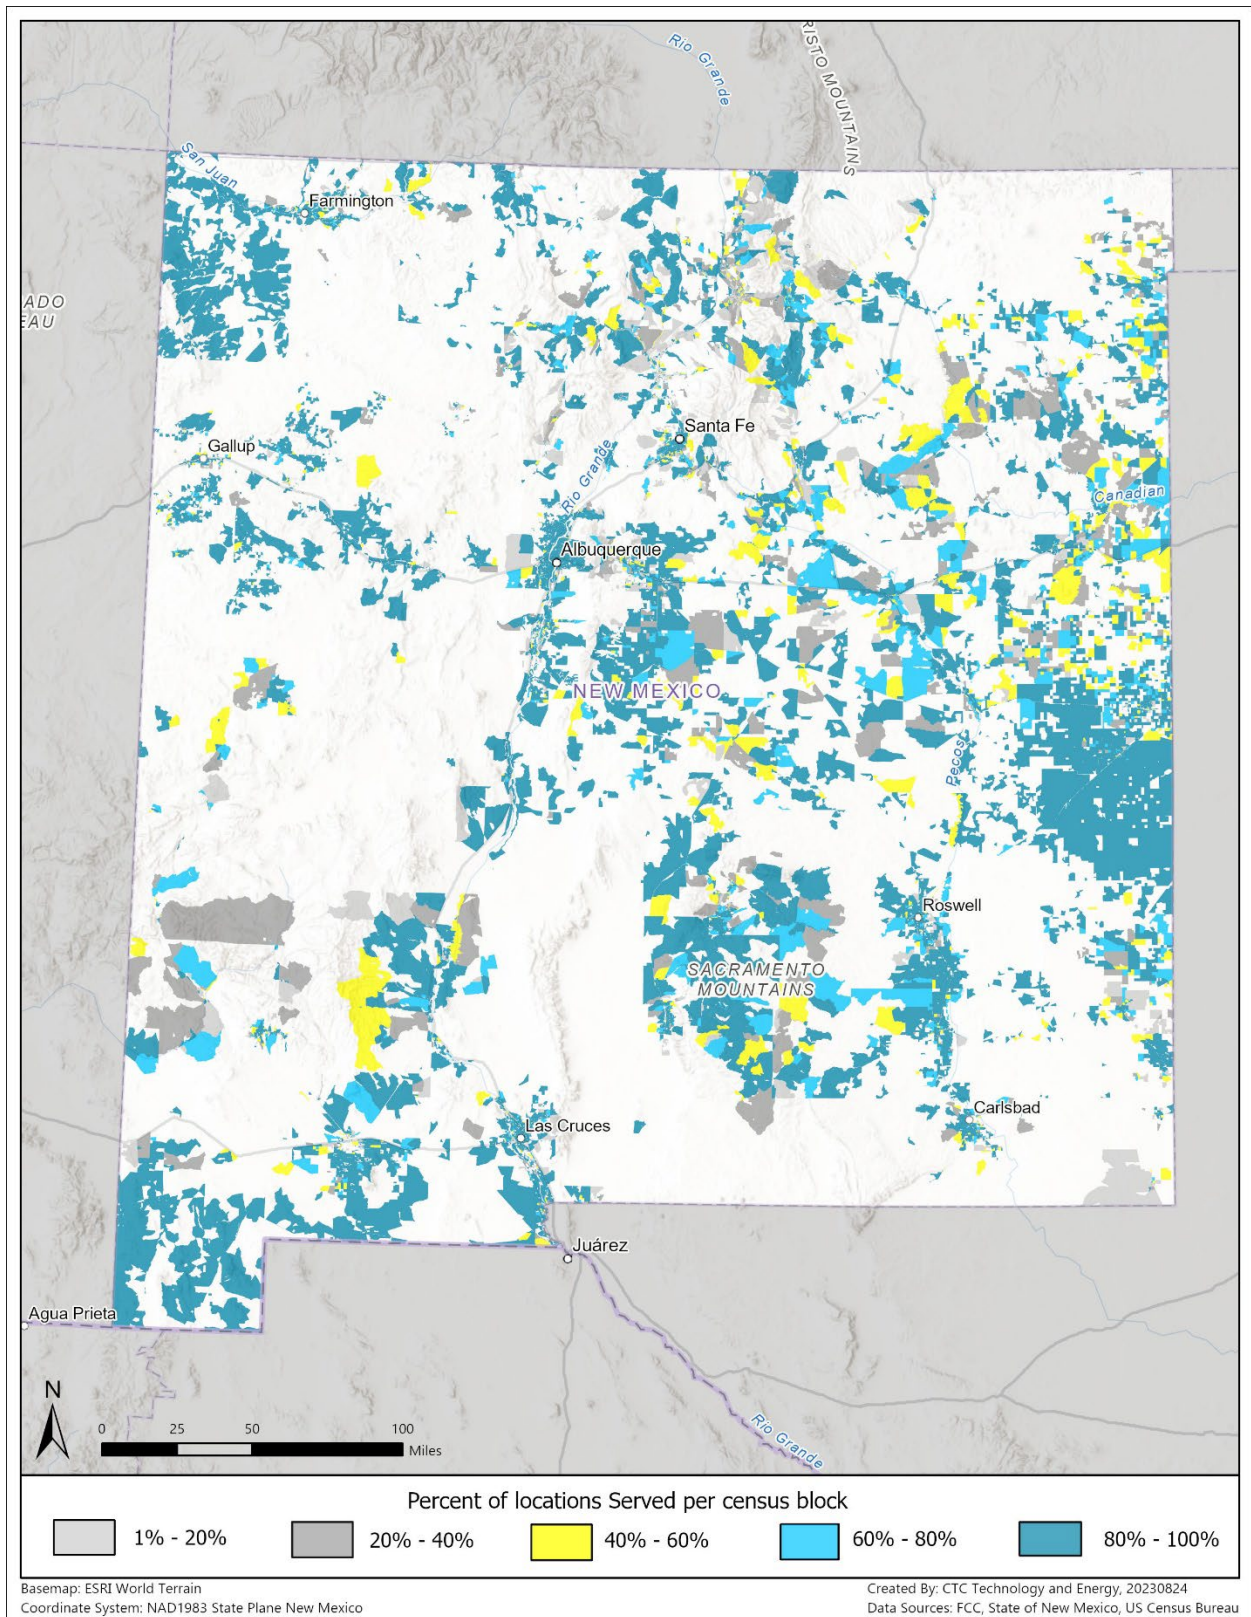 Rio Grande
RISTO MOUNTAINS
San Juan
Farmington
ADO
EAU
Santa Fe
Gallup
Rio Grande
Canadian
Albuquerque
NEW MEXICO
Pecos
Roswell
SACRAMENTO
MOUNTAINS
Carlsbad
Las Cruces
Juárez
Agua Prieta
N
0 25 50 100
Miles
Rio Grande
Percent of locations Served per census block
1% - 20% 20% - 40% 40% - 60% 60% - 80% 80% - 100%
Basemap: ESRI World Terrain
Coordinate System: NAD1983 State Plane New Mexico
Created By: CTC Technology and Energy, 20230824
Data Sources: FCC, State of New Mexico, US Census Bureau